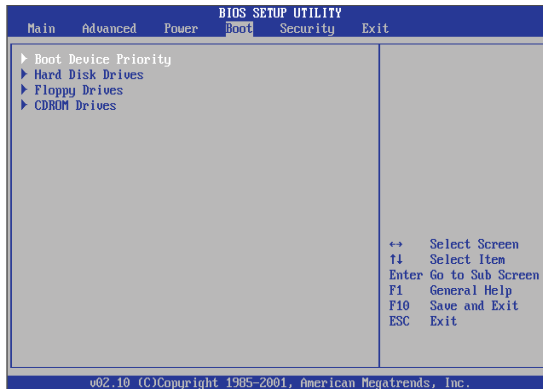 BIOS SETUP UTILITY
Main Advanced Power Boot Security Exit
Boot Device Priority
Hard Disk Drives
Floppy Drives
CDROM Drives
↔ Select Screen
↑↓ Select Item
Enter Go to Sub Screen
F1 General Help
F10 Save and Exit
ESC Exit
v02.10 (C)Copyright 1985-2001, American Megatrends, Inc.